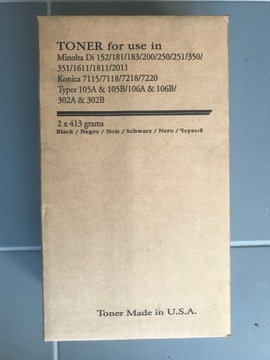 TONER for use in
Minolta Di 152/181/183/200/250/251/350/
351/1611/1811/2011
Konica 7115/7118/7218/7220
Types 105A & 105B/106A & 106B/
302A & 302B
2 x 413 grams
Black / Negro / Noir / Schwarz / Nero / Черный
Toner Made in U.S.A.